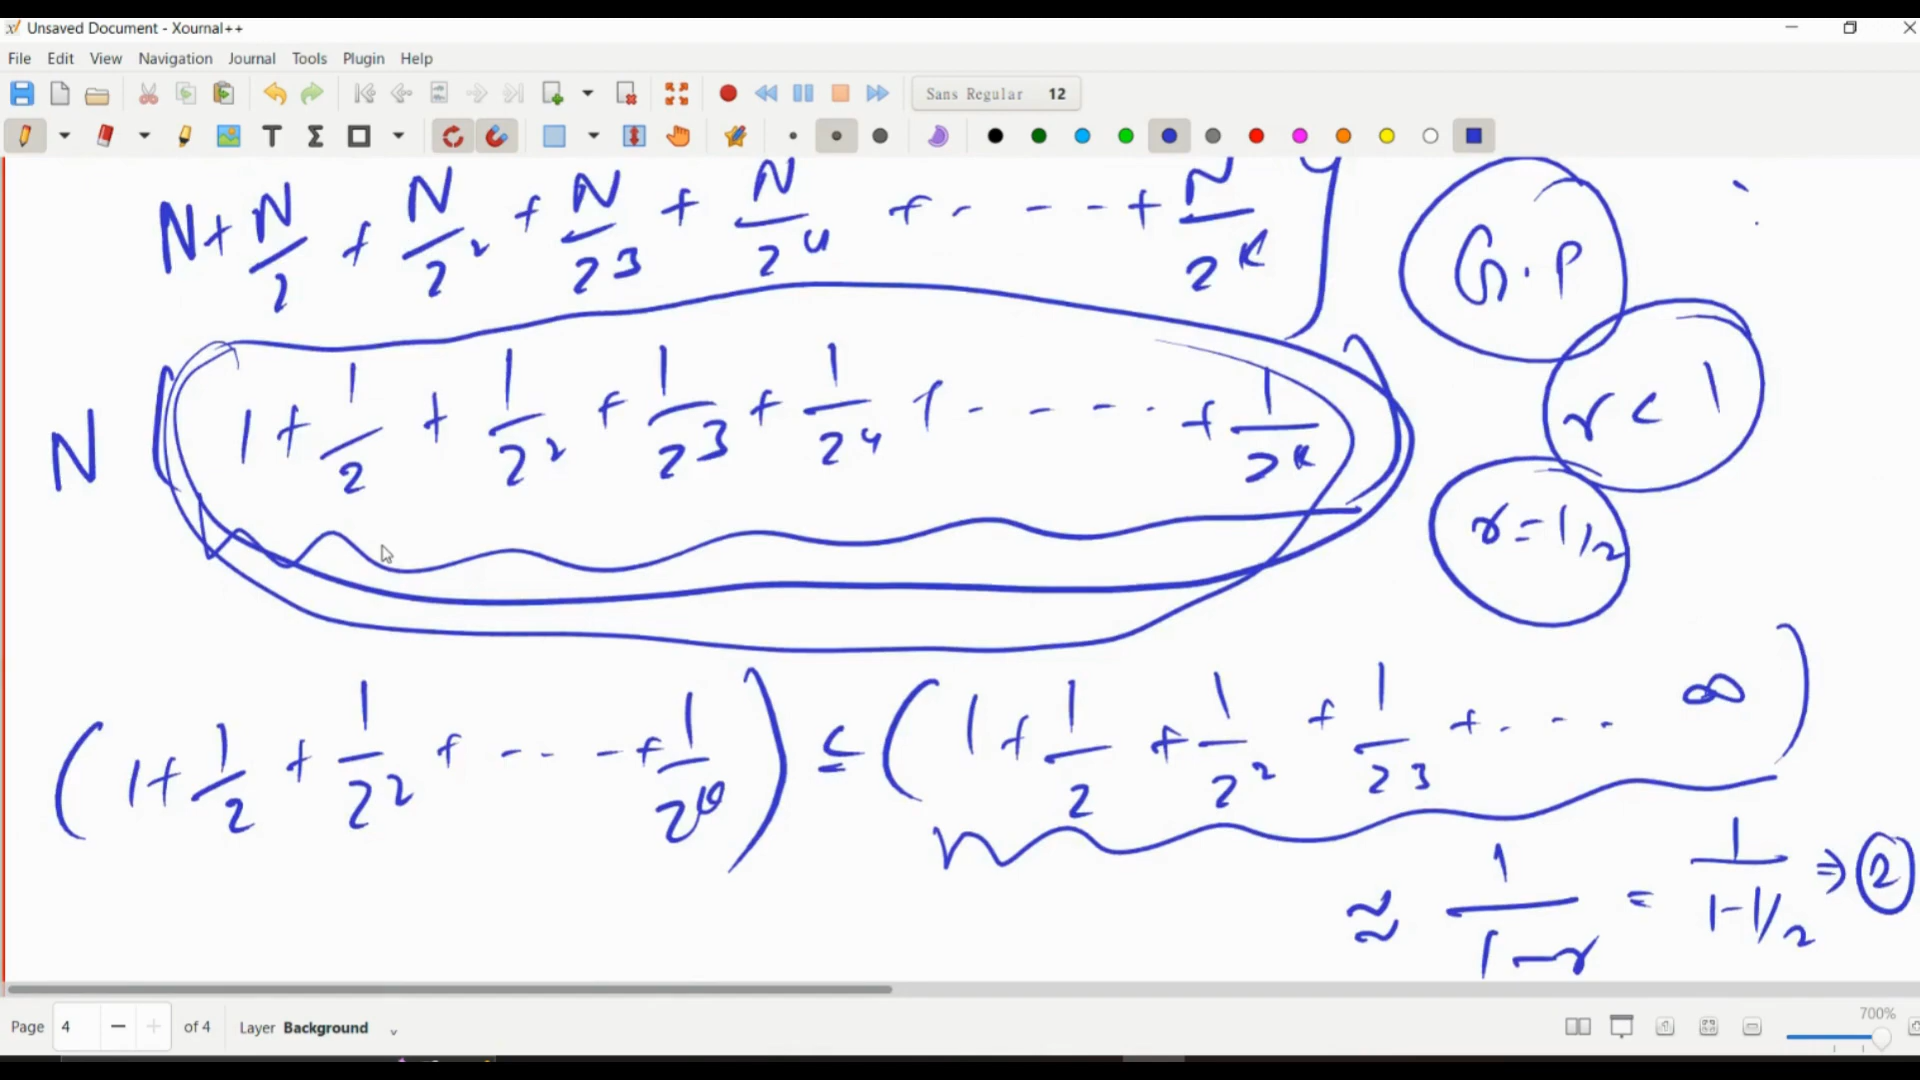 Unsaved Document - Xournal++
File Edit View Navigation Journal Tools Plugin Help
Sans Regular 12
N + N/2 + N/2² + N/2³ + N/2⁴ + - - - - + N/2ᵏ
G.P
N ( 1 + 1/2 + 1/2² + 1/2³ + 1/2⁴ + - - - - - + 1/2ᵏ )
r < 1
r = 1/2
( 1 + 1/2 + 1/2² + - - - + 1/2ᵏ ) ≤ ( 1 + 1/2 + 1/2² + 1/2³ + - - - ∞ )
≈ 1/(1-r) = 1/(1-1/2) ⇒ 2
Page 4 of 4 Layer Background 700%